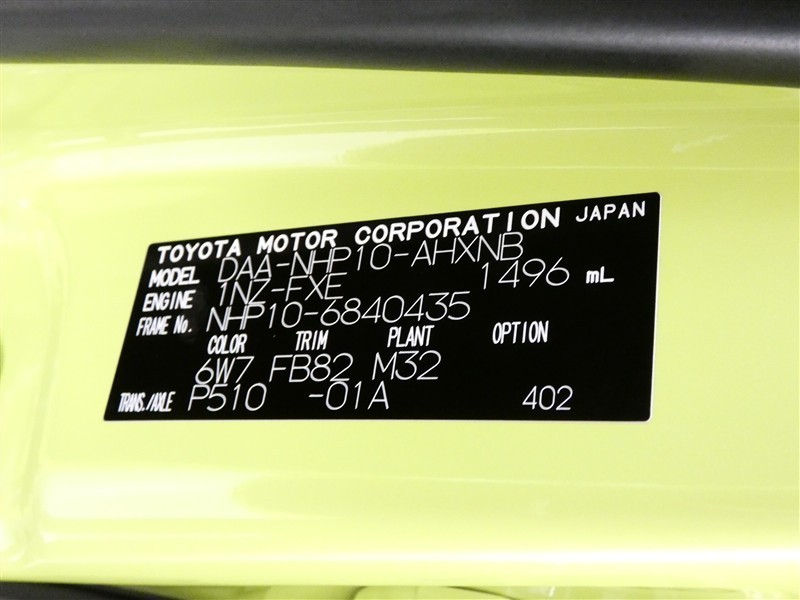 TOYOTA MOTOR CORPORATION JAPAN
MODEL DAA-NHP10-AHXNB
ENGINE 1NZ-FXE 1496 mL
FRAME No. NHP10-6840435
COLOR TRIM PLANT OPTION
6W7 FB82 M32
TRANS./AXLE P510 -01A 402